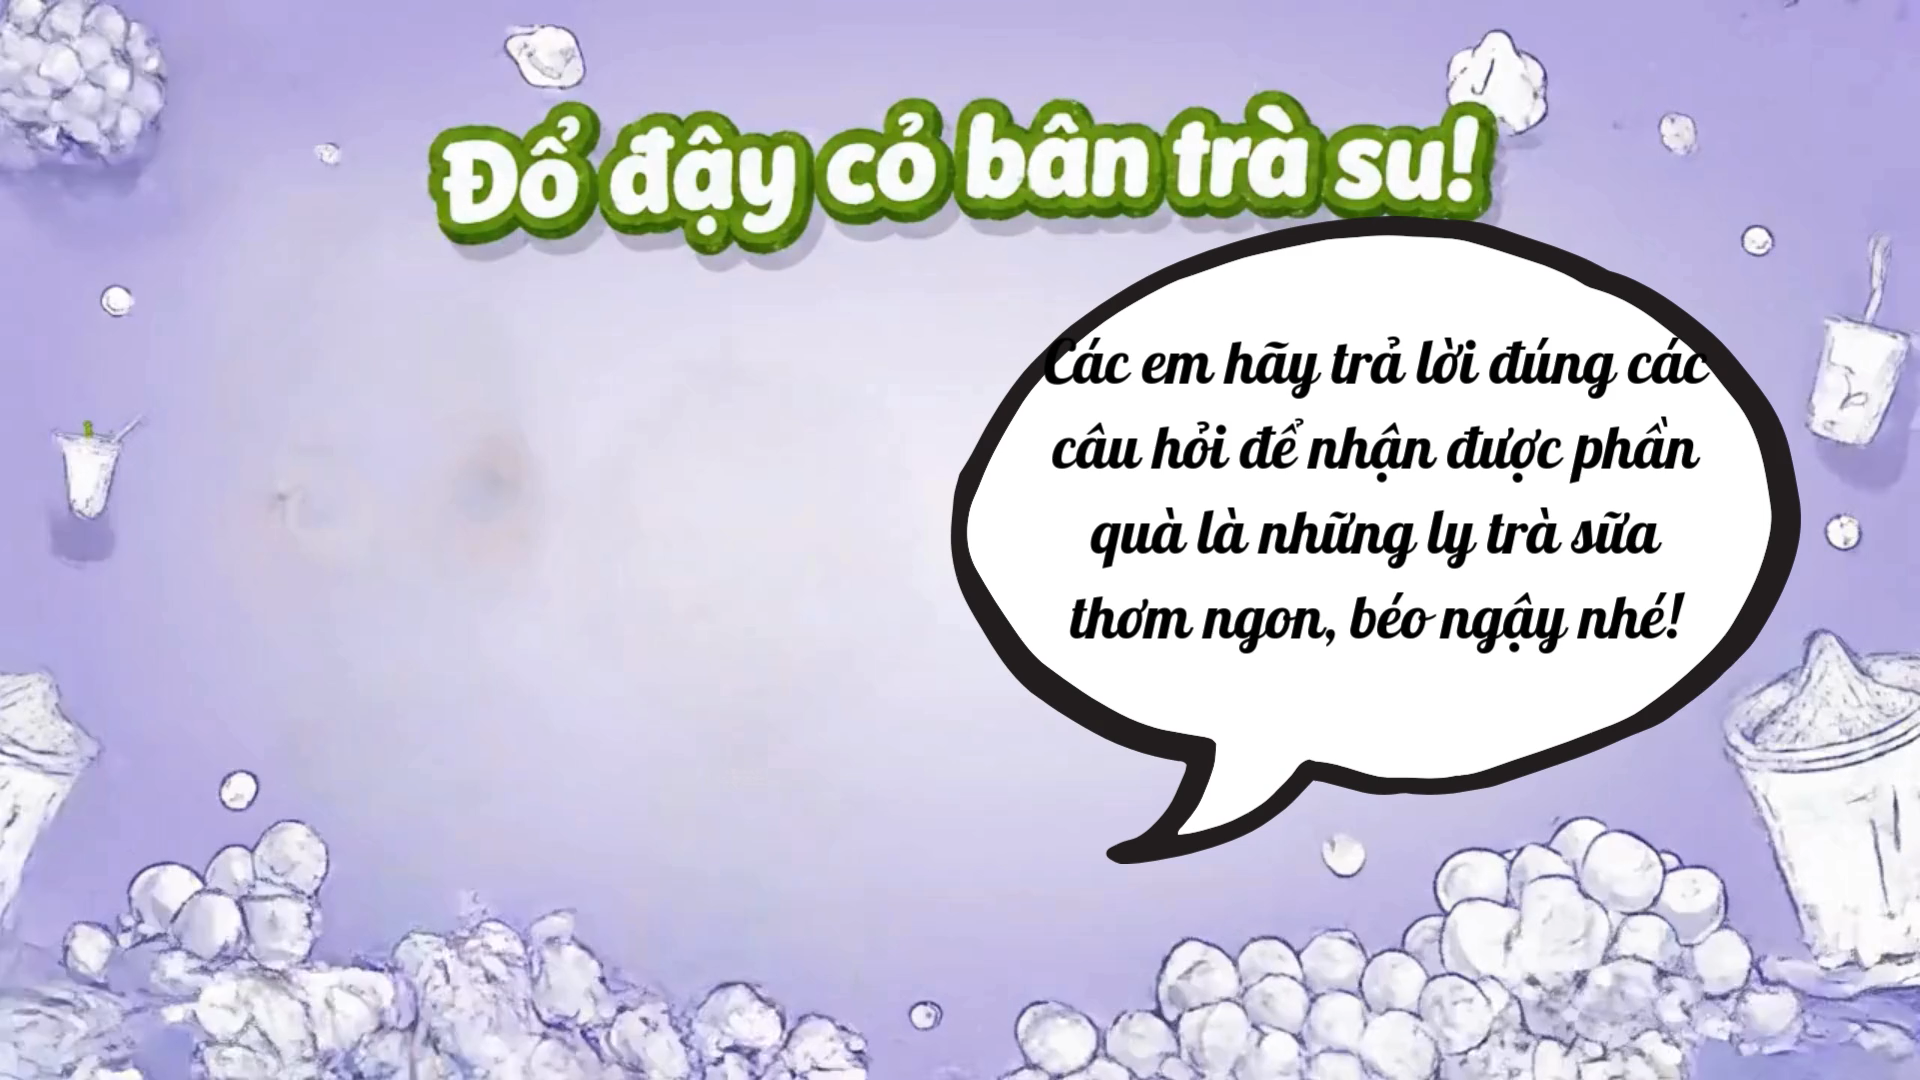 Đổ đậy cỏ bân trà su!
Các em hãy trả lời đúng các
câu hỏi để nhận được phần
quà là những ly trà sữa
thơm ngon, béo ngậy nhé!